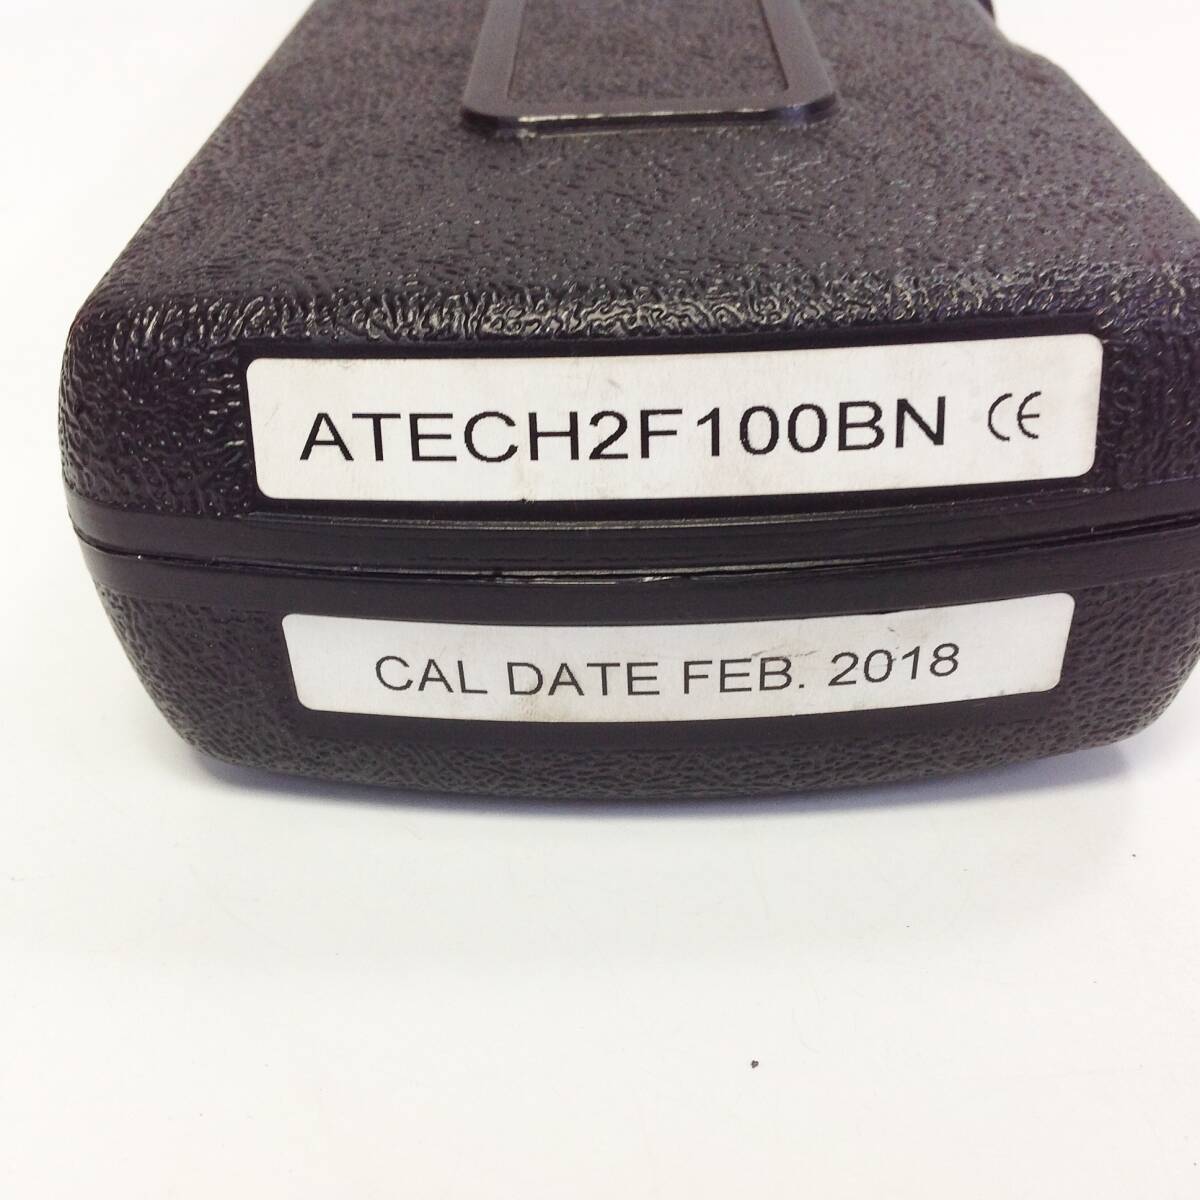 ATECH2F100BN CE
CAL DATE FEB. 2018